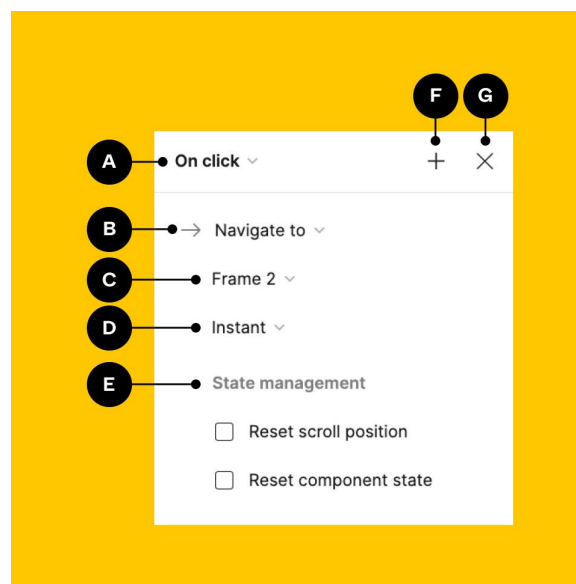 F G
A On click
B Navigate to
C Frame 2
D Instant
E State management
Reset scroll position
Reset component state